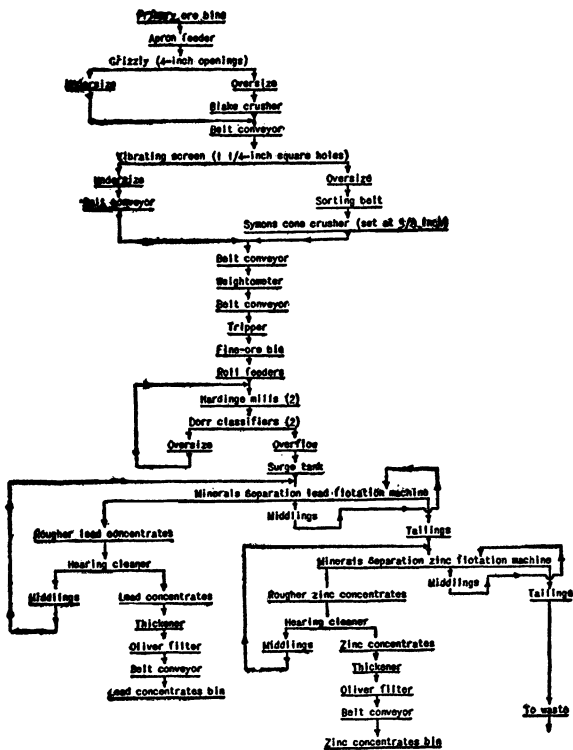 Primary ore bins
Apron feeder
Grizzly (4-inch openings)
Undersize
Oversize
Blake crusher
Belt conveyor
Vibrating screen (1 1/4-inch square holes)
Undersize
Oversize
Belt conveyor
Sorting belt
Symons cone crusher (set at 5/8 inch)
Belt conveyor
Weightometer
Belt conveyor
Tripper
Fine-ore bin
Roll feeders
Hardinge mills (2)
Dorr classifiers (2)
Oversize
Overflow
Surge tank
Minerals separation lead flotation machine
Middlings
Rougher lead concentrates
Tailings
Hearing cleaner
Minerals separation zinc flotation machine
Middlings
Middlings
Lead concentrates
Rougher zinc concentrates
Tailings
Thickener
Hearing cleaner
Oliver filter
Middlings
Zinc concentrates
Belt conveyor
Thickener
Lead concentrates bin
Oliver filter
Belt conveyor
To waste
Zinc concentrates bin